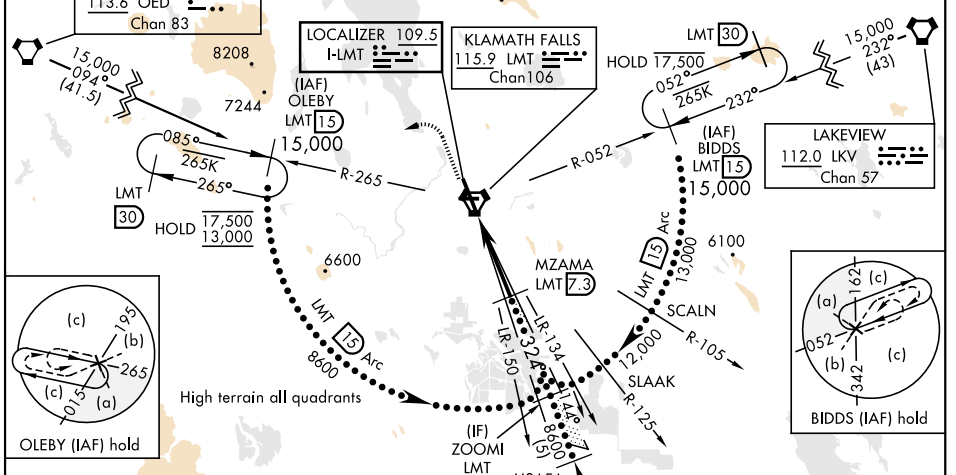 113.6 OED
Chan 83
15,000
094°
(41.5)
8208
7244
LOCALIZER 109.5
I-LMT
KLAMATH FALLS
115.9 LMT
Chan 106
LMT 30
HOLD 17,500
052°
265K
232°
15,000
232°
(43)
(IAF)
OLEBY
LMT 15
15,000
085°
265K
265°
LMT
30
HOLD 17,500
13,000
R-265
R-052
(IAF)
BIDDS
LMT 15
15,000
LAKEVIEW
112.0 LKV
Chan 57
6600
6100
MZAMA
LMT 7.3
LMT 15 Arc
13,000
SCALN
R-105
12,000
SLAAK
R-125
LR-134
LR-150
324°
144°
8600
(5)
LMT 15 Arc
8600
High terrain all quadrants
(IF)
ZOOMI
LMT
(c)
195
(b)
265
(c)
015
(a)
OLEBY (IAF) hold
162
(c)
(a)
052
(b)
(c)
342
BIDDS (IAF) hold